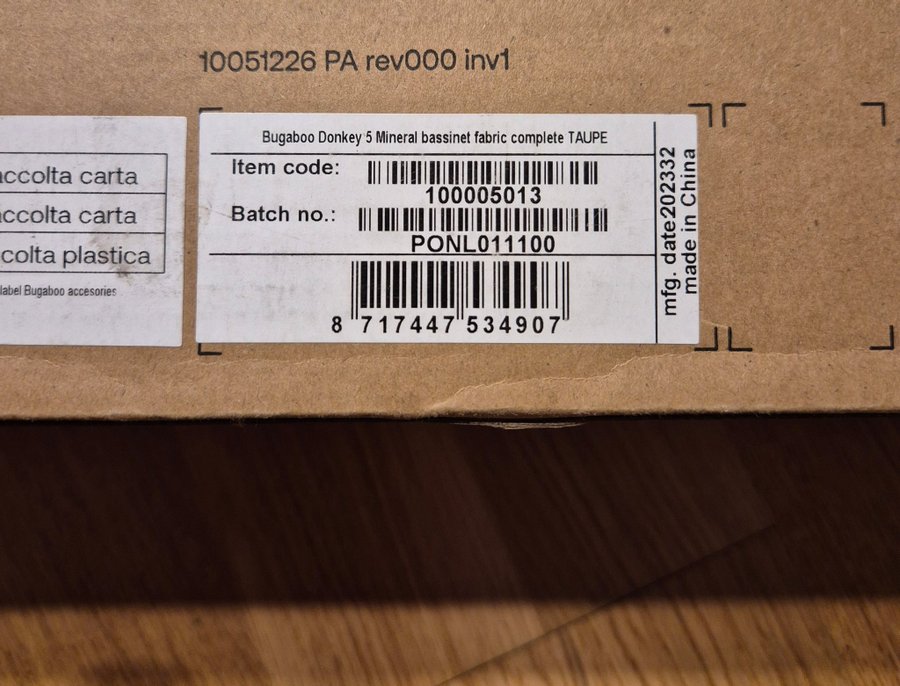 10051226 PA rev000 inv1
accolta carta
accolta carta
colta plastica
label Bugaboo accesories
Bugaboo Donkey 5 Mineral bassinet fabric complete TAUPE
Item code:
100005013
Batch no.:
PONL011100
8 717447 534907
mfg. date202332
made in China